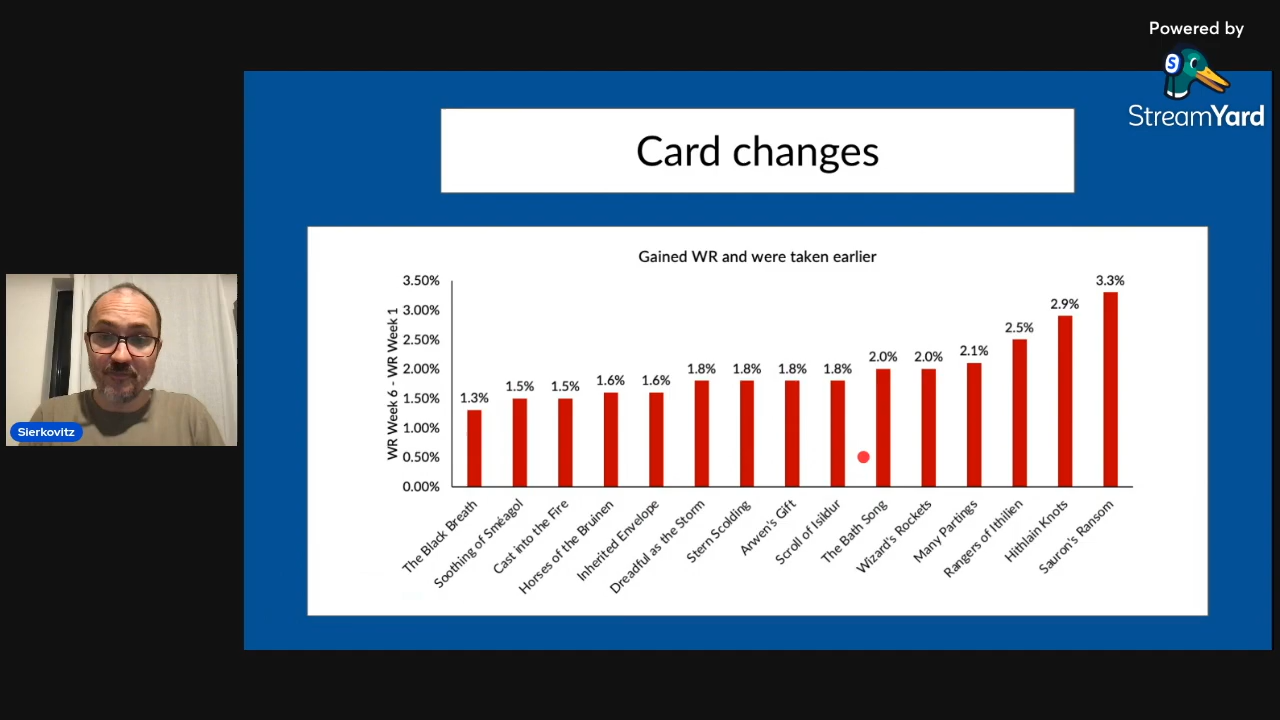 Powered by
StreamYard
Card changes
Gained WR and were taken earlier
WR Week 6 - WR Week 1
3.50%
3.00%
2.50%
2.00%
1.50%
1.00%
0.50%
0.00%
1.3%
1.5%
1.5%
1.6%
1.6%
1.8%
1.8%
1.8%
1.8%
2.0%
2.0%
2.1%
2.5%
2.9%
3.3%
The Black Breath
Soothing of Sméagol
Cast into the Fire
Horses of the Bruinen
Inherited Envelope
Dreadful as the Storm
Stern Scolding
Arwen's Gift
Scroll of Isildur
The Bath Song
Wizard's Rockets
Many Partings
Rangers of Ithilien
Hithlain Knots
Sauron's Ransom
Sierkovitz